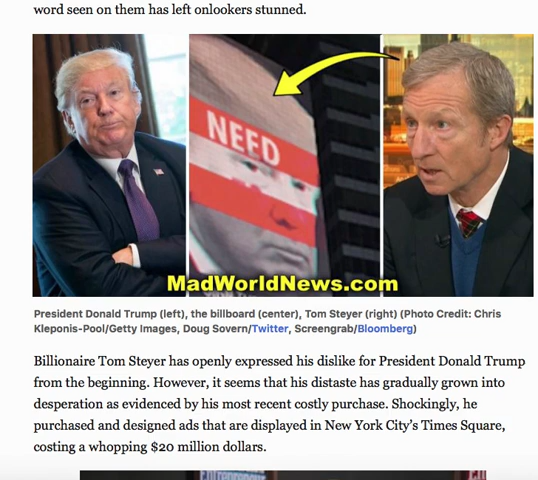 word seen on them has left onlookers stunned.
NEED
MadWorldNews.com
President Donald Trump (left), the billboard (center), Tom Steyer (right) (Photo Credit: Chris
Kleponis-Pool/Getty Images, Doug Sovern/Twitter, Screengrab/Bloomberg)
Billionaire Tom Steyer has openly expressed his dislike for President Donald Trump
from the beginning. However, it seems that his distaste has gradually grown into
desperation as evidenced by his most recent costly purchase. Shockingly, he
purchased and designed ads that are displayed in New York City’s Times Square,
costing a whopping $20 million dollars.